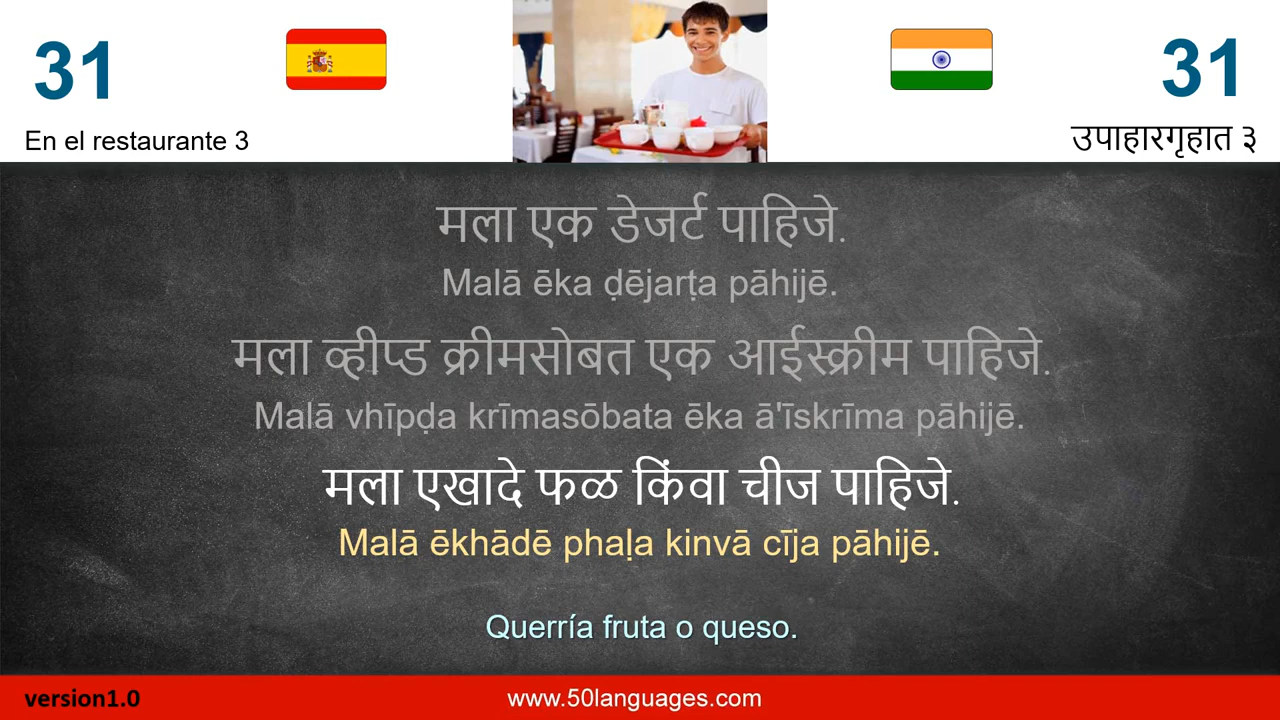 31
31
En el restaurante 3
उपाहारगृहात ३
मला एक डेजर्ट पाहिजे.
Malā ēka ḍējarṭa pāhijē.
मला व्हीप्ड क्रीमसोबत एक आईस्क्रीम पाहिजे.
Malā vhīpḍa krīmasōbata ēka ā'īskrīma pāhijē.
मला एखादे फळ किंवा चीज पाहिजे.
Malā ēkhādē phaḷa kinvā cīja pāhijē.
Querría fruta o queso.
version1.0
www.50languages.com